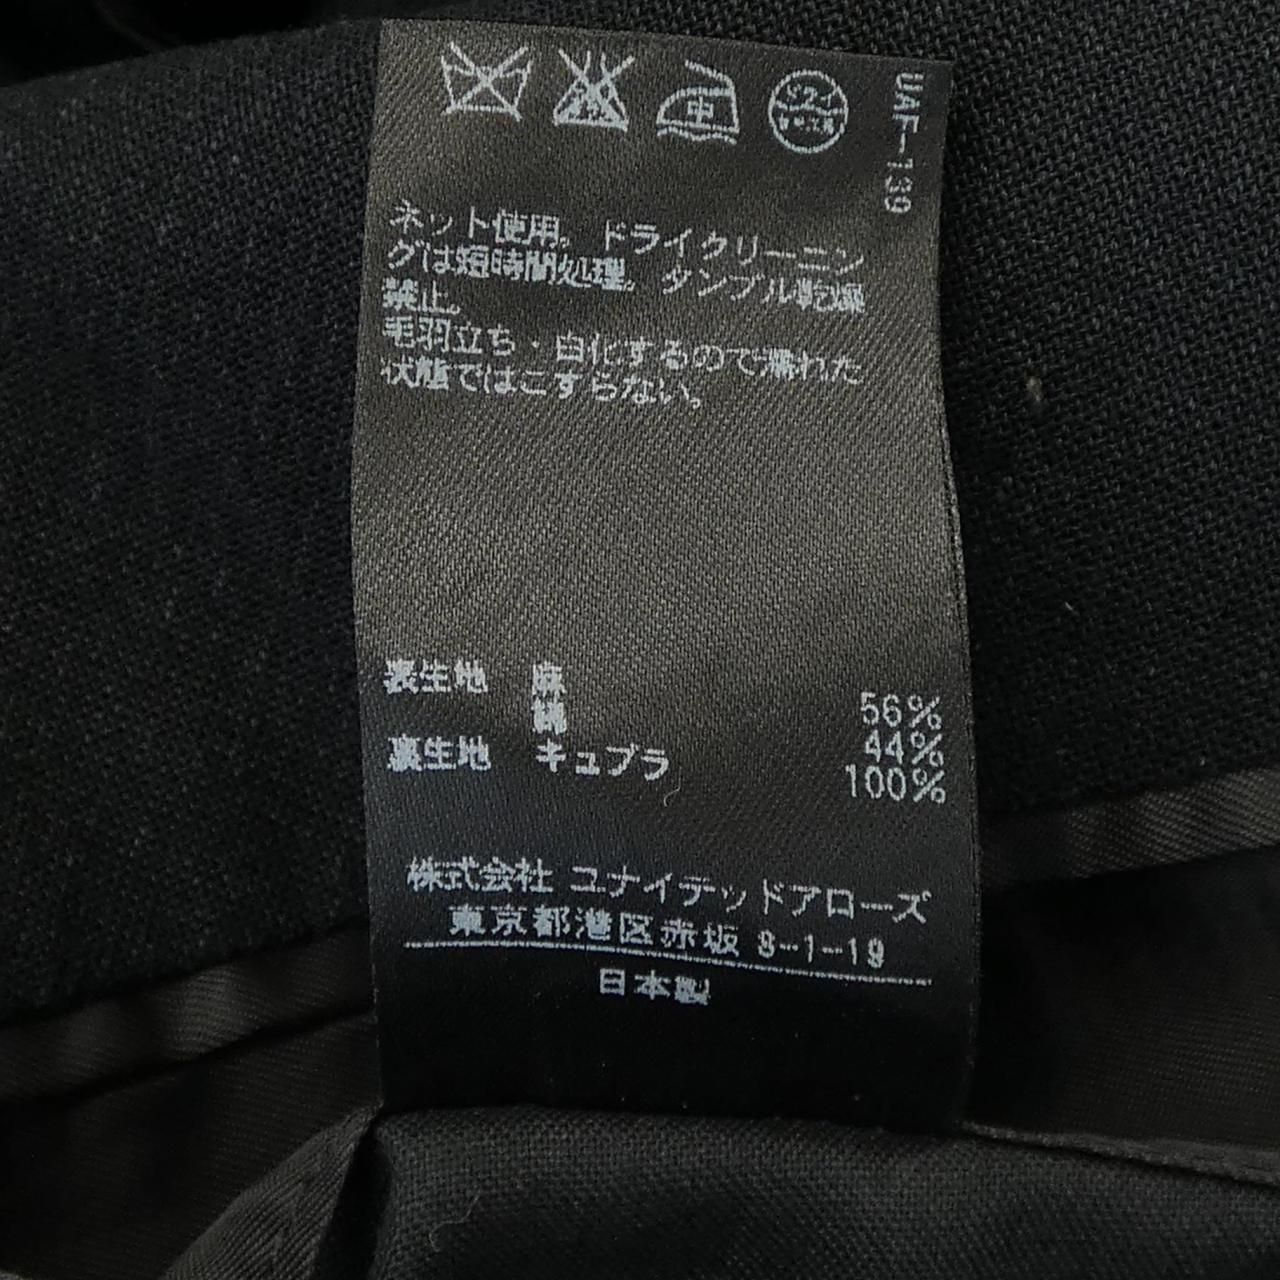 UAF-139
ネット使用。ドライクリーニン
グは短時間処理。タンブル乾燥
禁止。
毛羽立ち・白化するので濡れた
状態ではこすらない。
表生地 麻 56%
綿 44%
裏生地 キュプラ 100%
株式会社 ユナイテッドアローズ
東京都港区赤坂 8-1-19
日本製